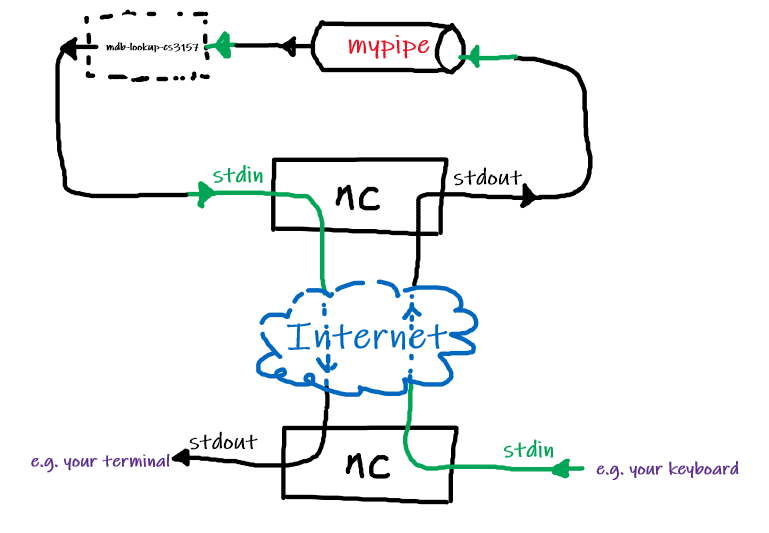 mdb-lookup-cs3157
mypipe
stdin
nc
stdout
Internet
stdout
nc
stdin
e.g. your terminal
e.g. your keyboard